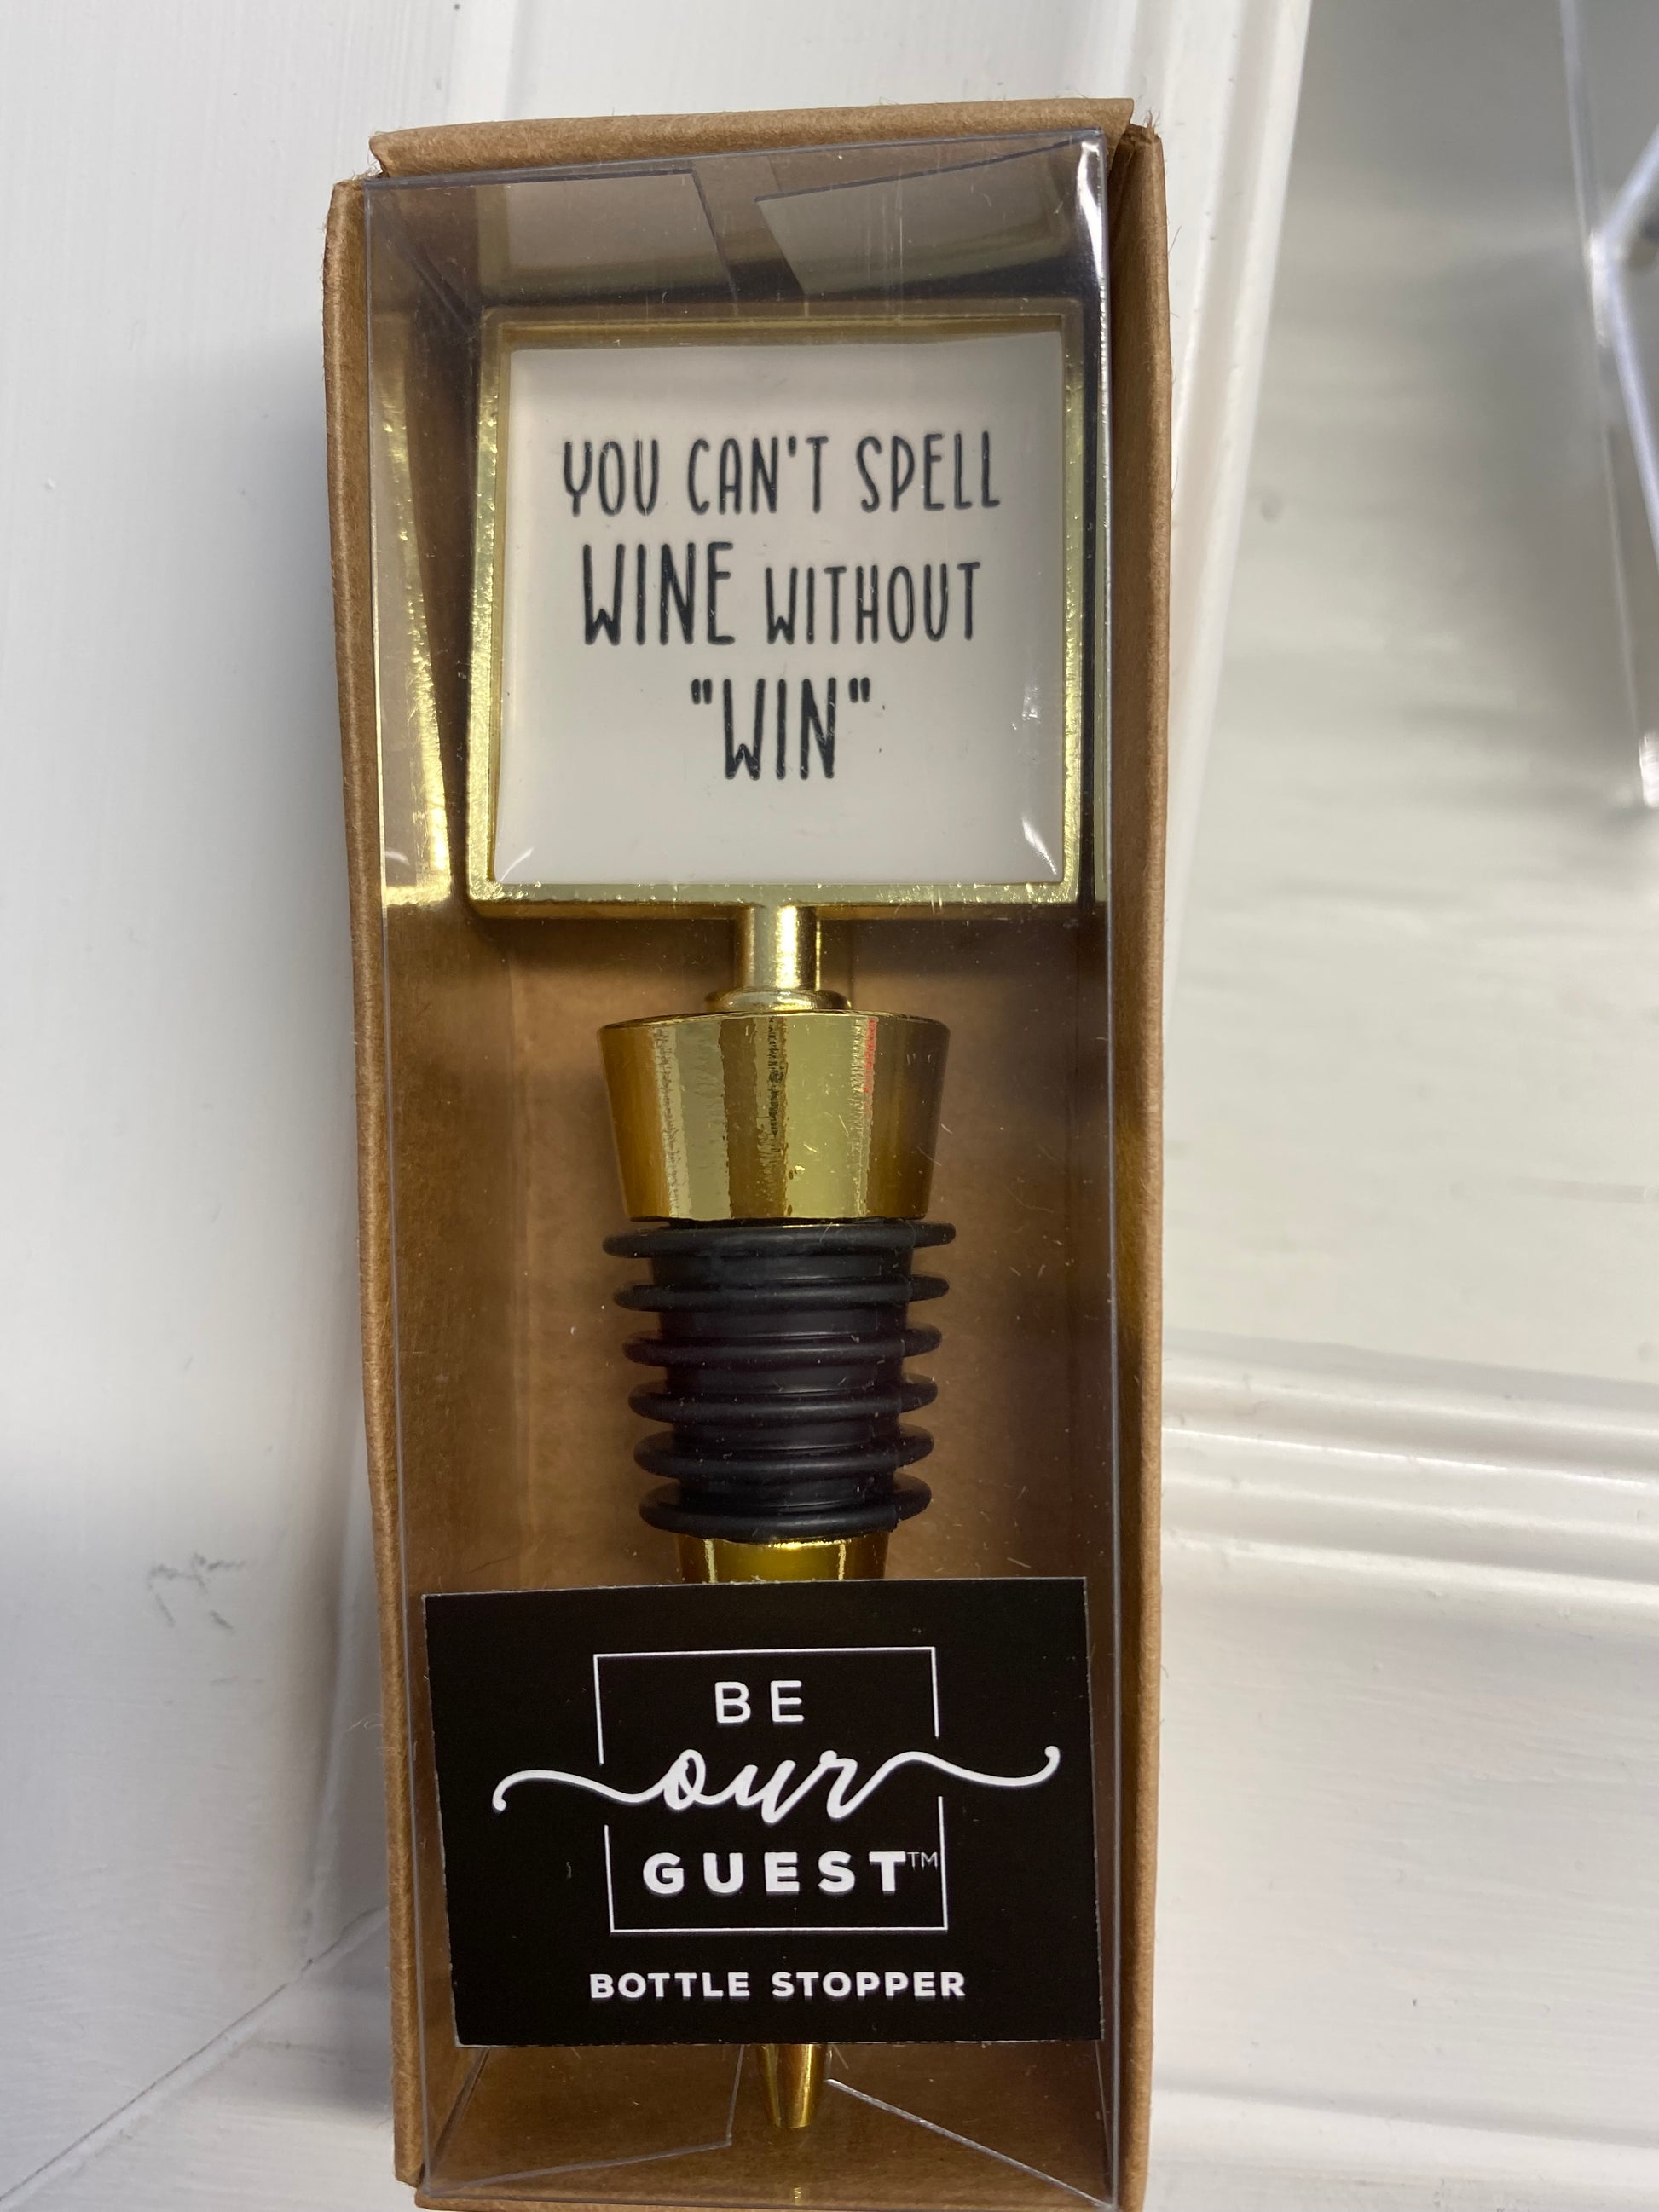 YOU CAN'T SPELL
WINE WITHOUT
"WIN"
BE
our
GUEST™
BOTTLE STOPPER